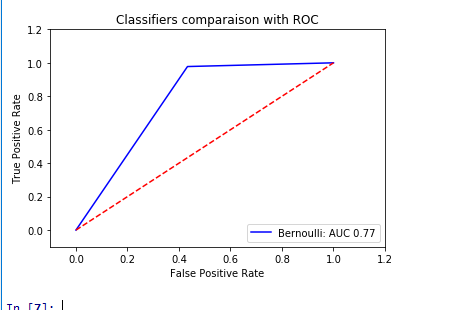 Classifiers comparaison with ROC
1.2
1.0
0.8
0.6
0.4
0.2
0.0
True Positive Rate
Bernoulli: AUC 0.77
0.0 0.2 0.4 0.6 0.8 1.0 1.2
False Positive Rate
In [7]: